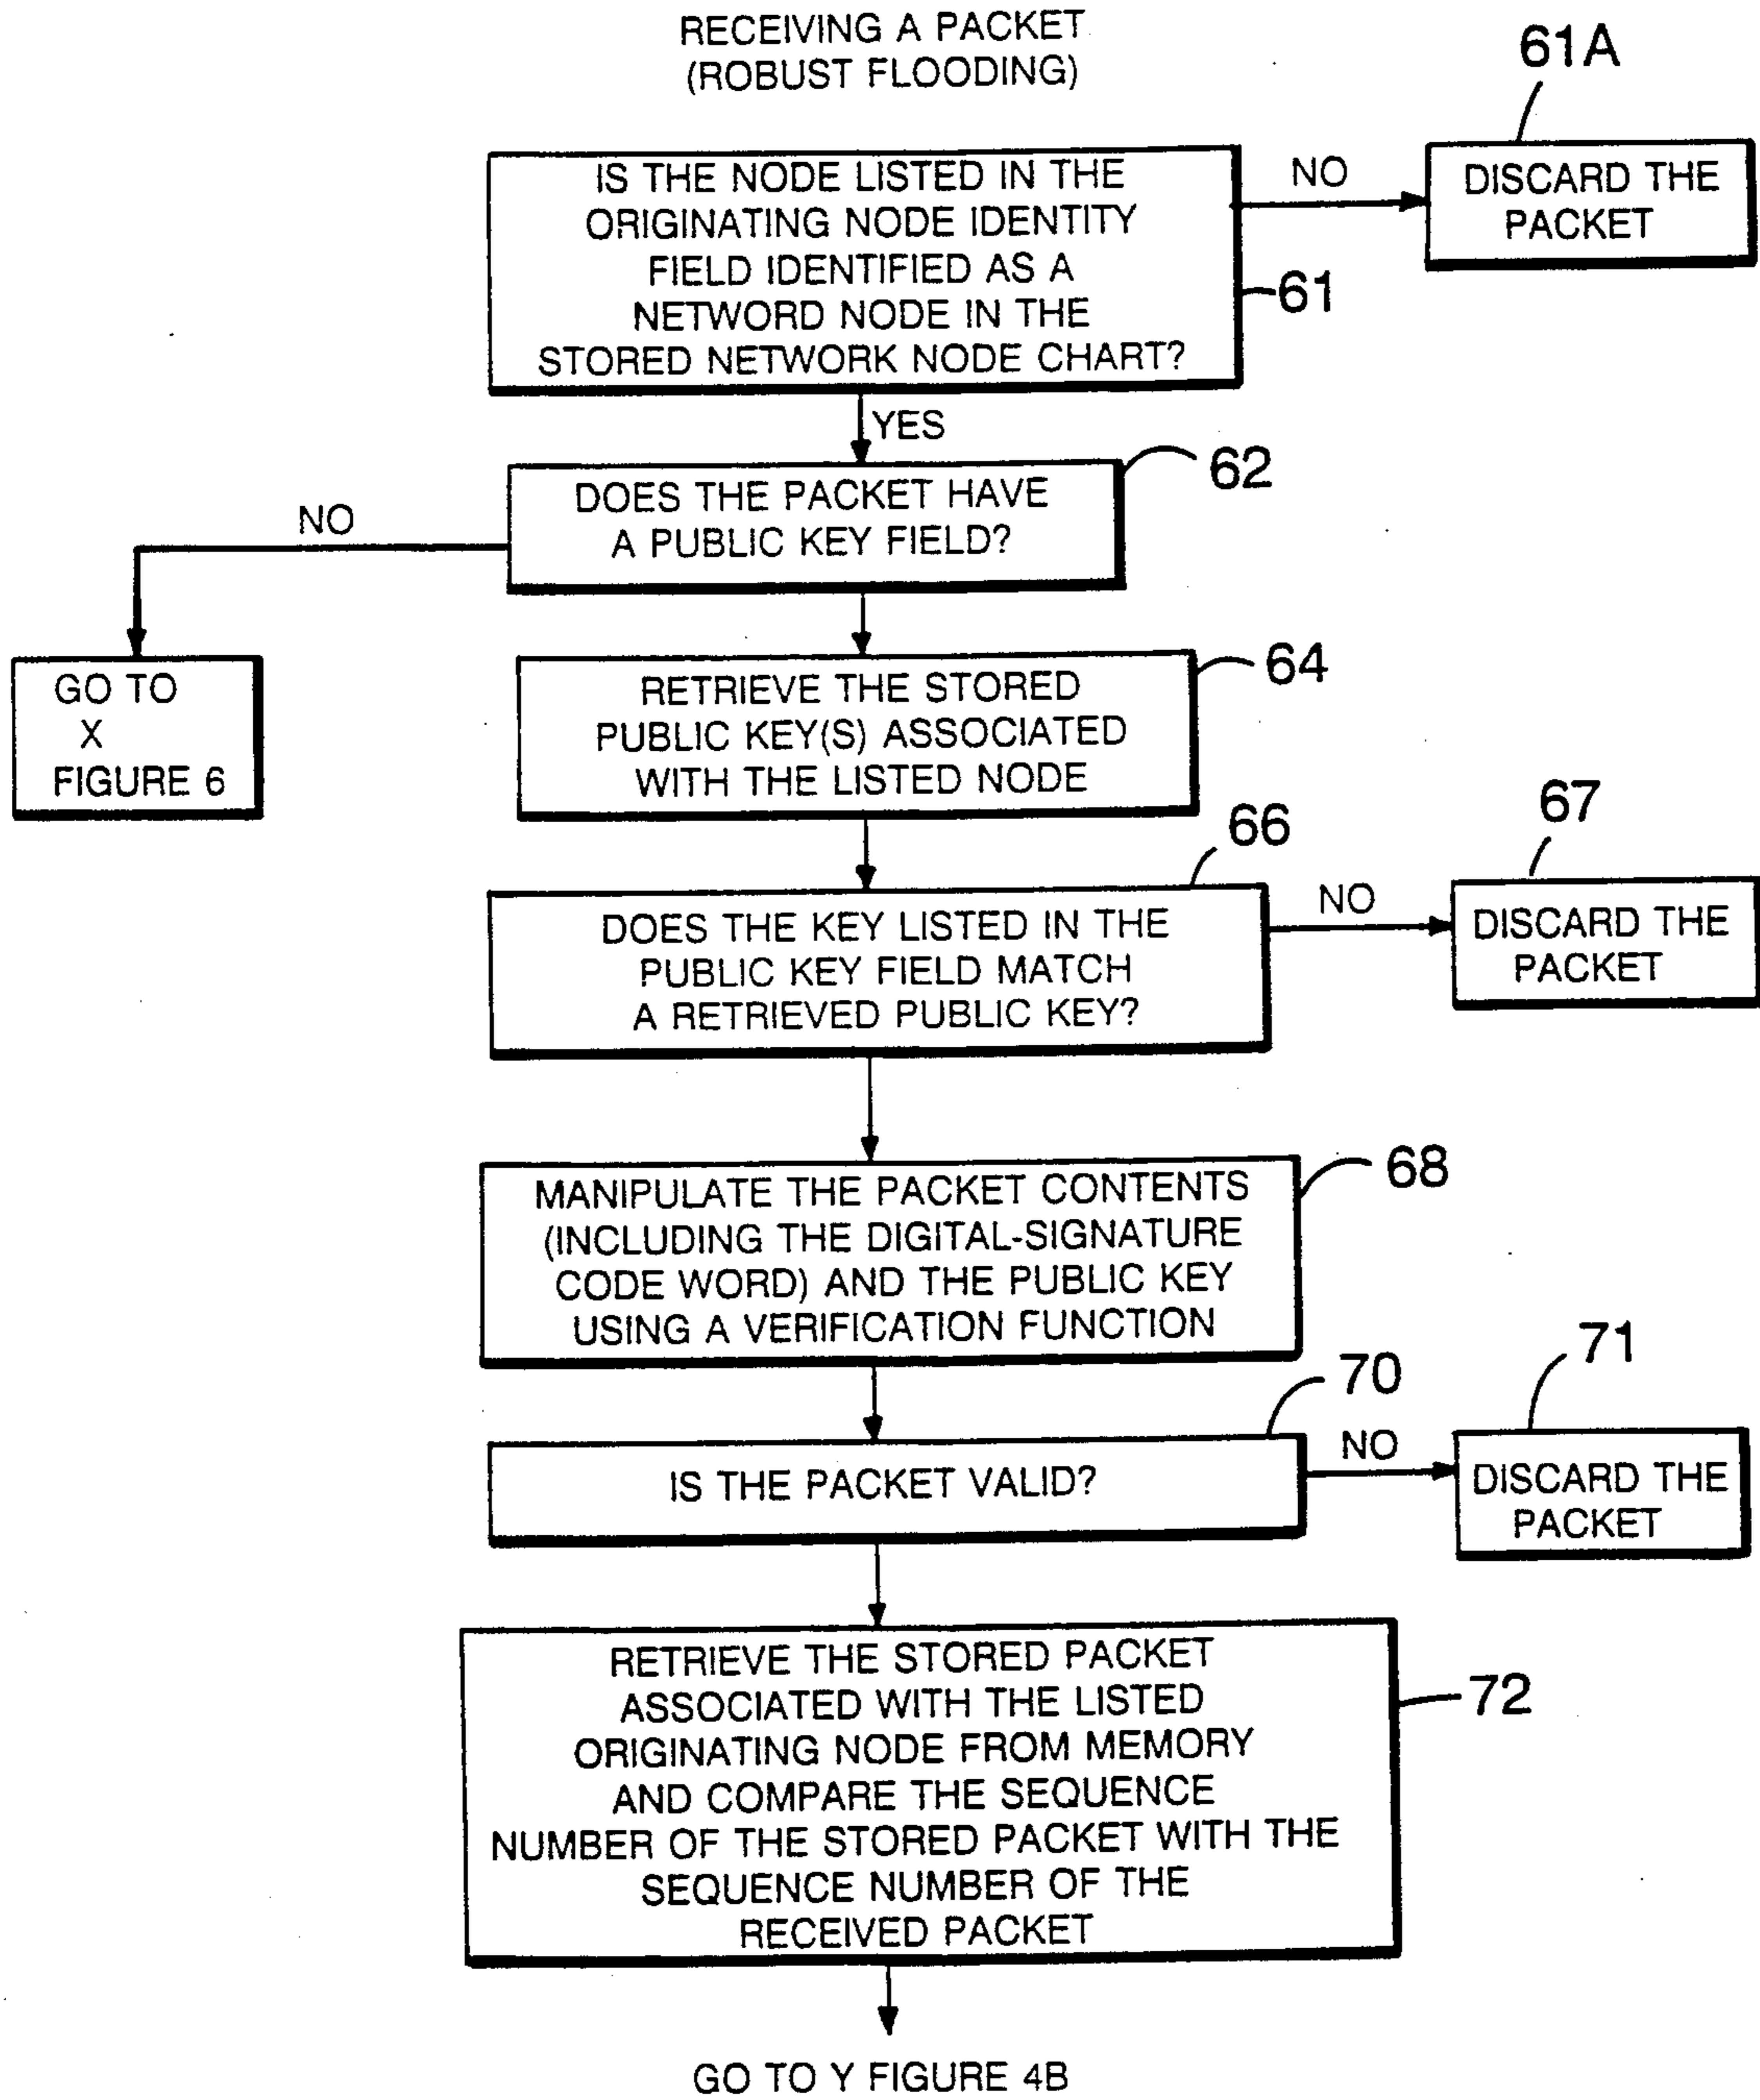 RECEIVING A PACKET
(ROBUST FLOODING)
61A
IS THE NODE LISTED IN THE
ORIGINATING NODE IDENTITY
FIELD IDENTIFIED AS A
NETWORD NODE IN THE
STORED NETWORK NODE CHART?
NO
DISCARD THE
PACKET
61
YES
62
DOES THE PACKET HAVE
A PUBLIC KEY FIELD?
NO
GO TO
X
FIGURE 6
64
RETRIEVE THE STORED
PUBLIC KEY(S) ASSOCIATED
WITH THE LISTED NODE
66
67
DOES THE KEY LISTED IN THE
PUBLIC KEY FIELD MATCH
A RETRIEVED PUBLIC KEY?
NO
DISCARD THE
PACKET
68
MANIPULATE THE PACKET CONTENTS
(INCLUDING THE DIGITAL-SIGNATURE
CODE WORD) AND THE PUBLIC KEY
USING A VERIFICATION FUNCTION
70
71
IS THE PACKET VALID?
NO
DISCARD THE
PACKET
RETRIEVE THE STORED PACKET
ASSOCIATED WITH THE LISTED
ORIGINATING NODE FROM MEMORY
AND COMPARE THE SEQUENCE
NUMBER OF THE STORED PACKET WITH THE
SEQUENCE NUMBER OF THE
RECEIVED PACKET
72
GO TO Y FIGURE 4B